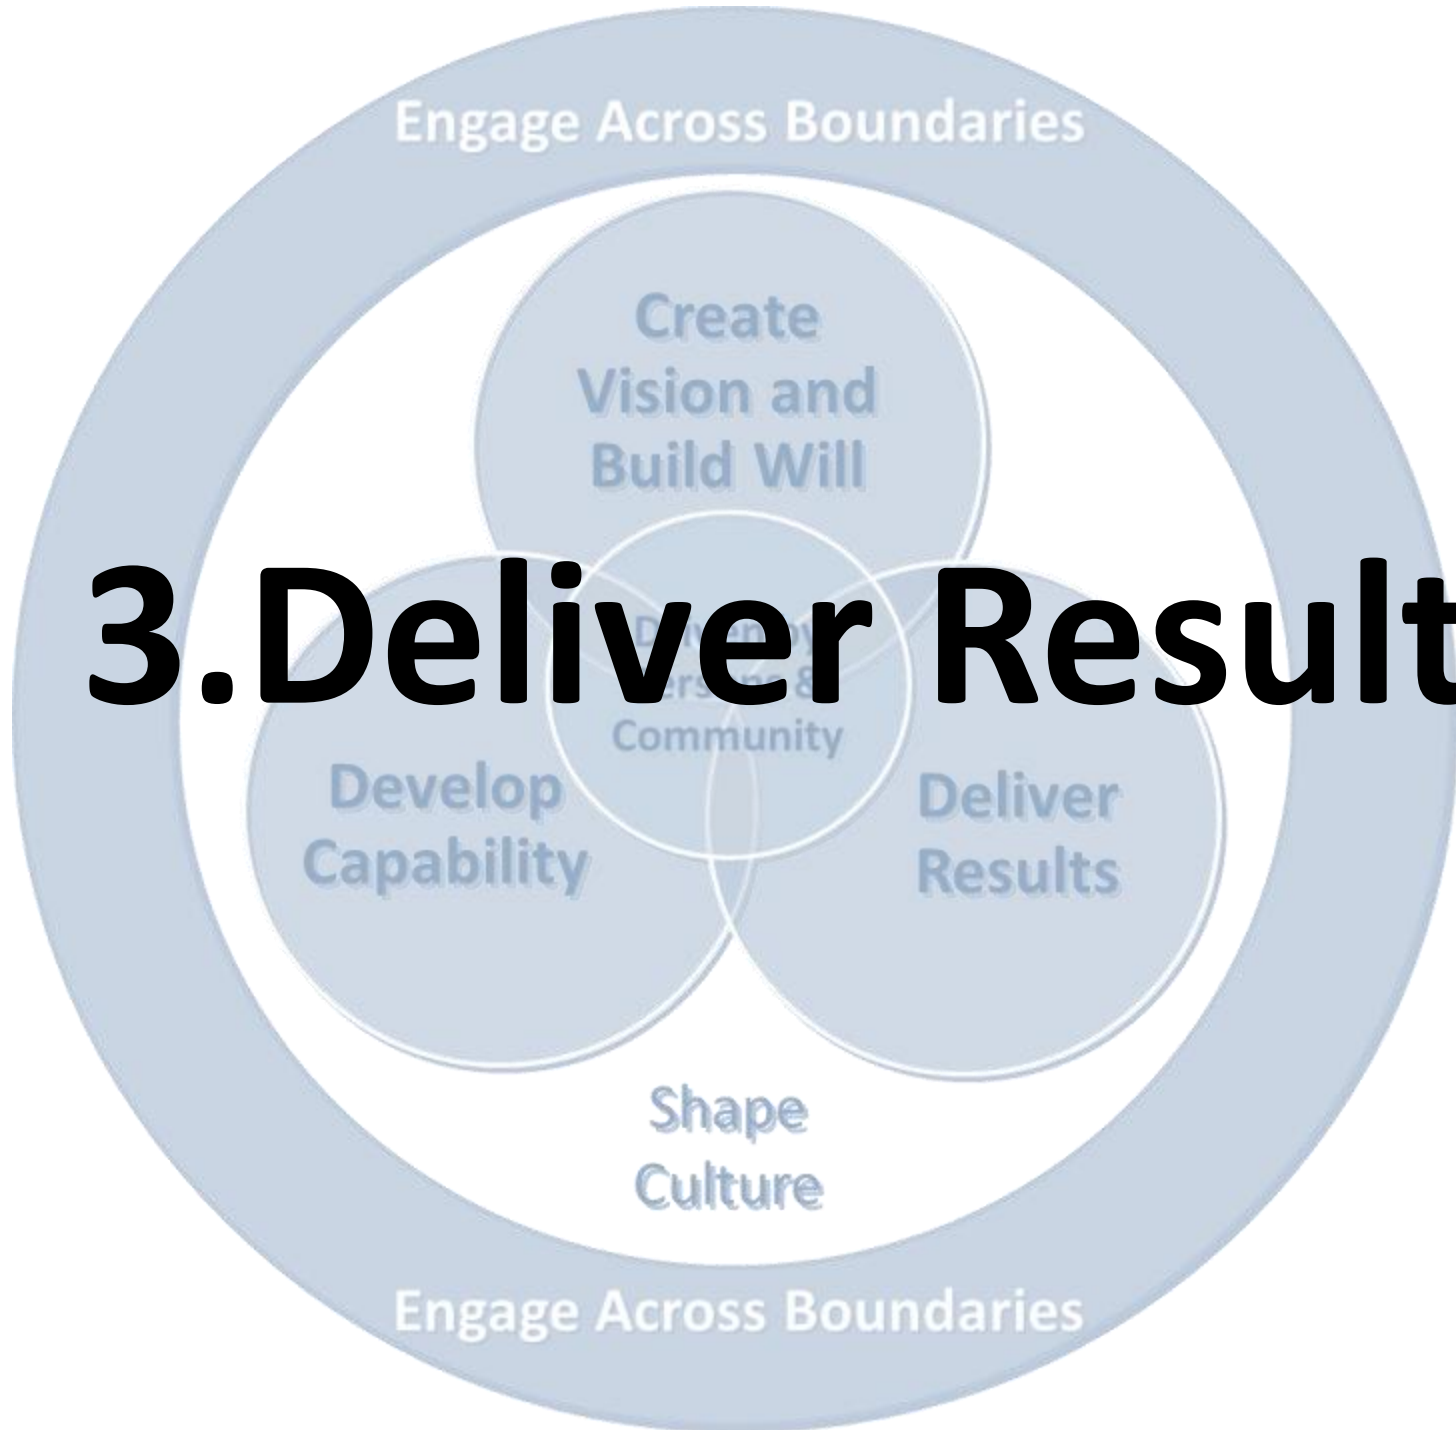 Engage Across Boundaries
Create
Vision and
Build Will
3.Deliver Result
Community
Develop
Capability
Deliver
Results
Shape
Culture
Engage Across Boundaries